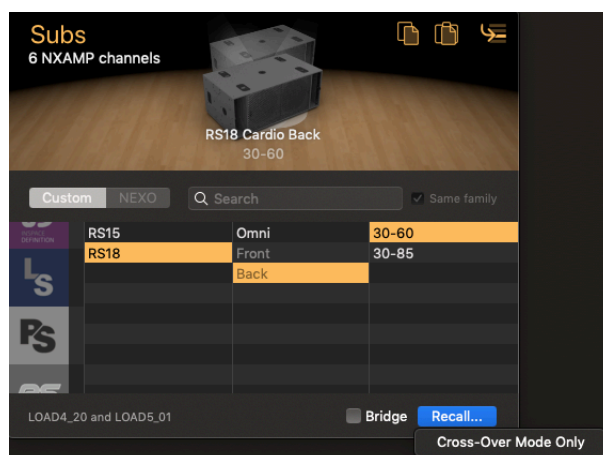 Subs
6 NXAMP channels
RS18 Cardio Back
30-60
Custom NEXO Search Same family
DEFINITION
RS15 Omni 30-60
RS18 Front 30-85
Back
LS
PS
LOAD4_20 and LOAD5_01 Bridge Recall...
Cross-Over Mode Only